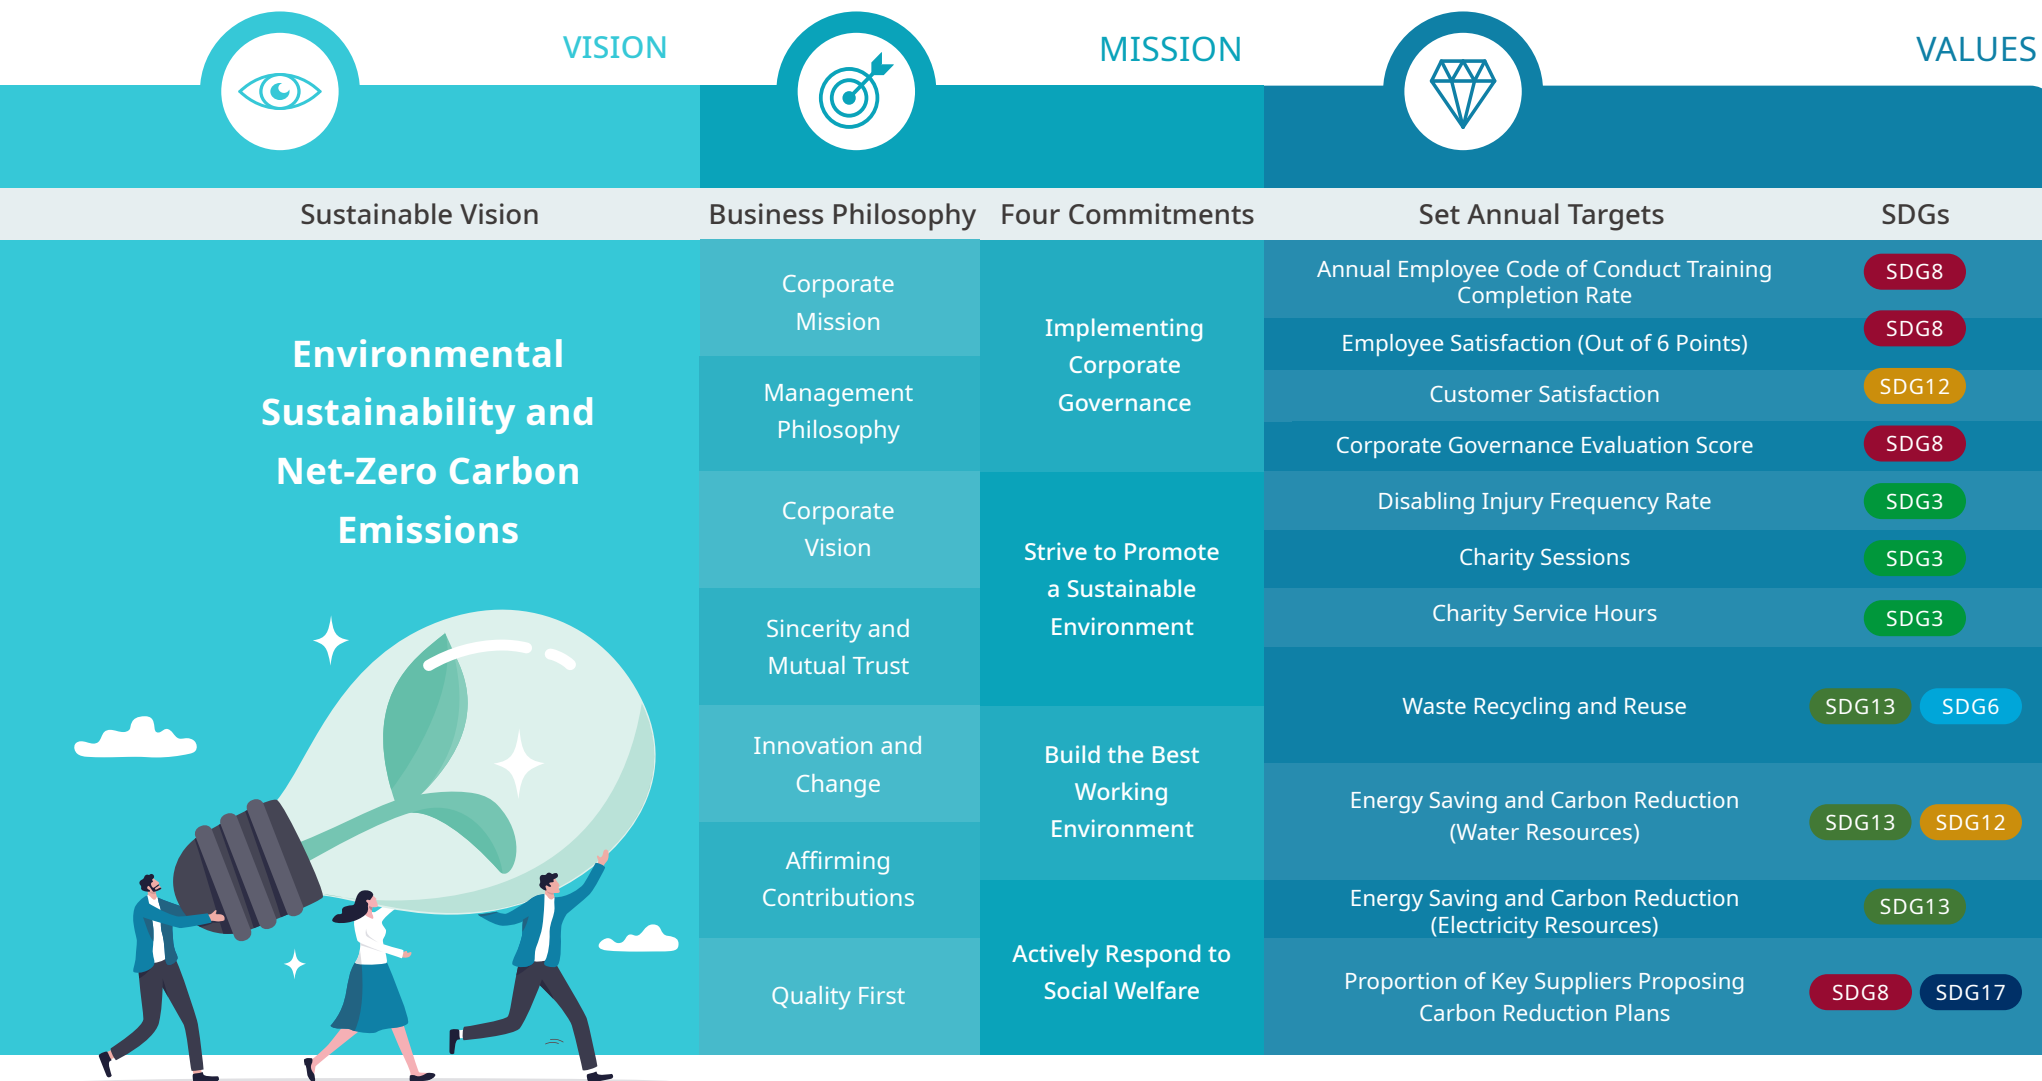 VISION
MISSION
VALUES
Sustainable Vision
Business Philosophy
Four Commitments
Set Annual Targets
SDGs
Environmental
Sustainability and
Net-Zero Carbon
Emissions
Corporate
Mission
Management
Philosophy
Corporate
Vision
Sincerity and
Mutual Trust
Innovation and
Change
Affirming
Contributions
Quality First
Implementing
Corporate
Governance
Strive to Promote
a Sustainable
Environment
Build the Best
Working
Environment
Actively Respond to
Social Welfare
Annual Employee Code of Conduct Training
Completion Rate
SDG8
Employee Satisfaction (Out of 6 Points)
SDG8
Customer Satisfaction
SDG12
Corporate Governance Evaluation Score
SDG8
Disabling Injury Frequency Rate
SDG3
Charity Sessions
SDG3
Charity Service Hours
SDG3
Waste Recycling and Reuse
SDG13
SDG6
Energy Saving and Carbon Reduction
(Water Resources)
SDG13
SDG12
Energy Saving and Carbon Reduction
(Electricity Resources)
SDG13
Proportion of Key Suppliers Proposing
Carbon Reduction Plans
SDG8
SDG17